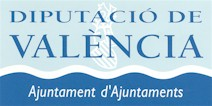 DIPUTACIÓ DE
VALÈNCIA
Ajuntament d'Ajuntaments